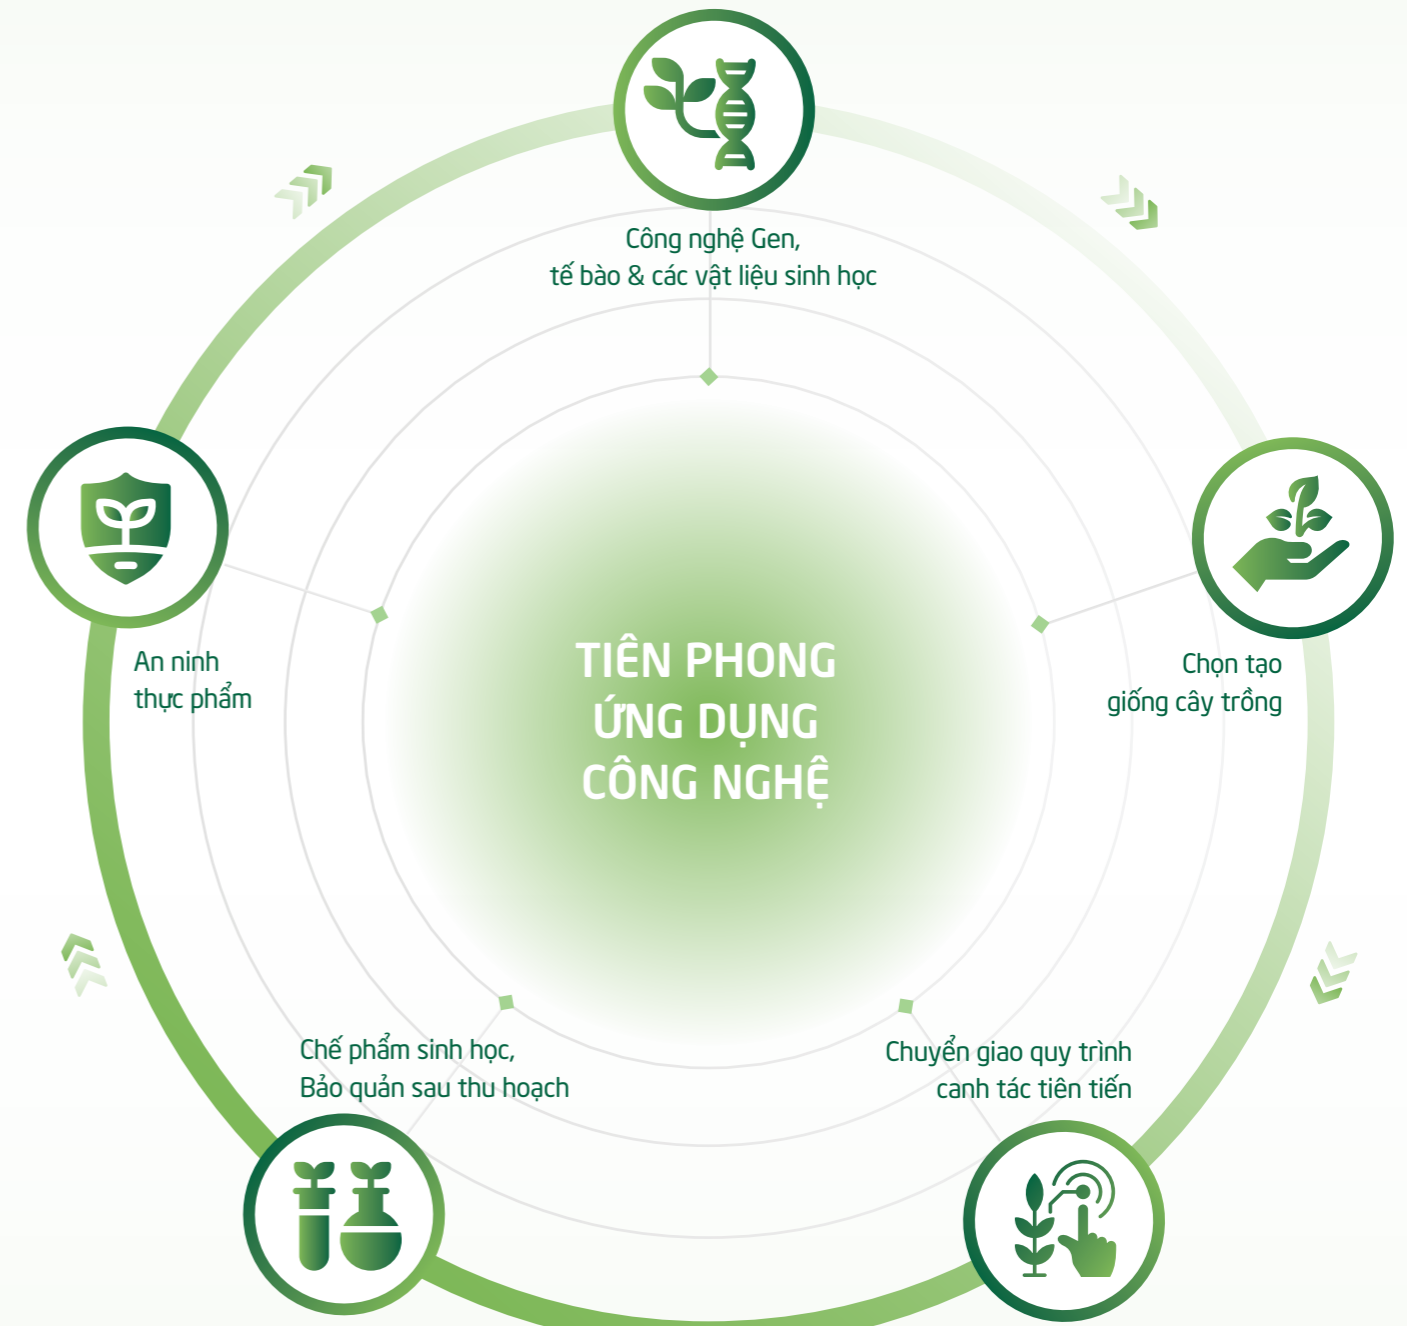 Công nghệ Gen,
tế bào & các vật liệu sinh học
An ninh
thực phẩm
TIÊN PHONG
ỨNG DỤNG
CÔNG NGHỆ
Chọn tạo
giống cây trồng
Chế phẩm sinh học,
Bảo quản sau thu hoạch
Chuyển giao quy trình
canh tác tiên tiến